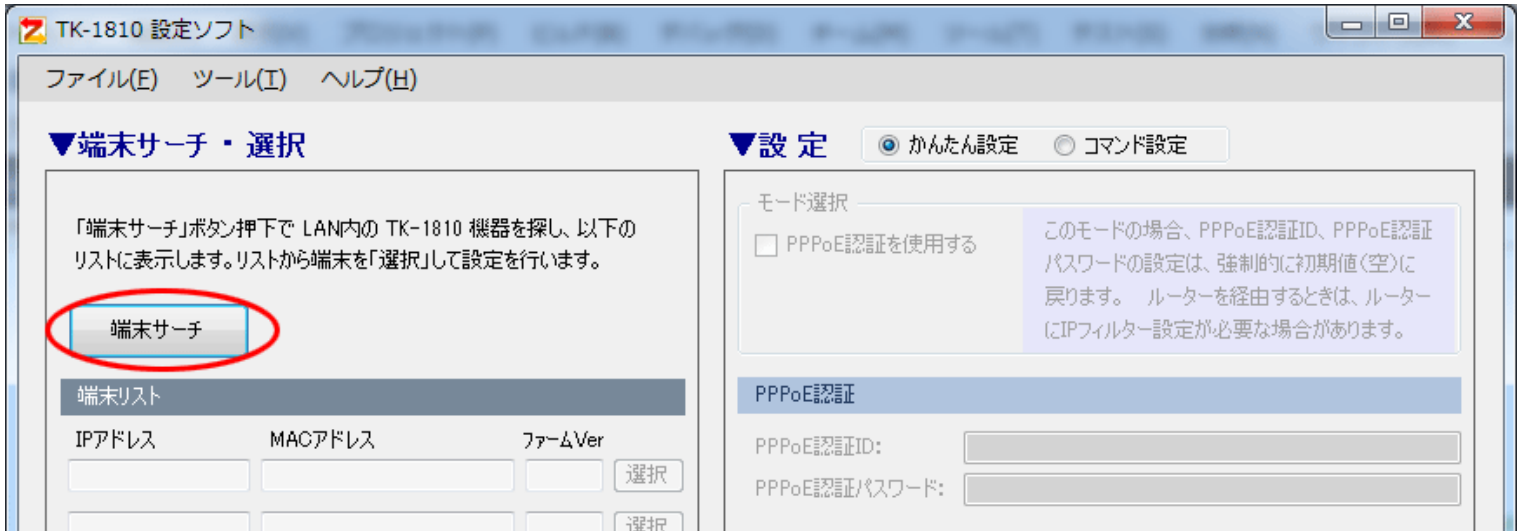 TK-1810 設定ソフト
ファイル(F) ツール(T) ヘルプ(H)
▼端末サーチ・選択
「端末サーチ」ボタン押下で LAN内の TK-1810 機器を探し、以下の
リストに表示します。リストから端末を「選択」して設定を行います。
端末サーチ
端末リスト
IPアドレス MACアドレス ファームVer
選択
選択
▼設 定 かんたん設定 コマンド設定
モード選択
PPPoE認証を使用する
このモードの場合、PPPoE認証ID、PPPoE認証
パスワードの設定は、強制的に初期値(空)に
戻ります。 ルーターを経由するときは、ルーター
にIPフィルター設定が必要な場合があります。
PPPoE認証
PPPoE認証ID:
PPPoE認証パスワード: